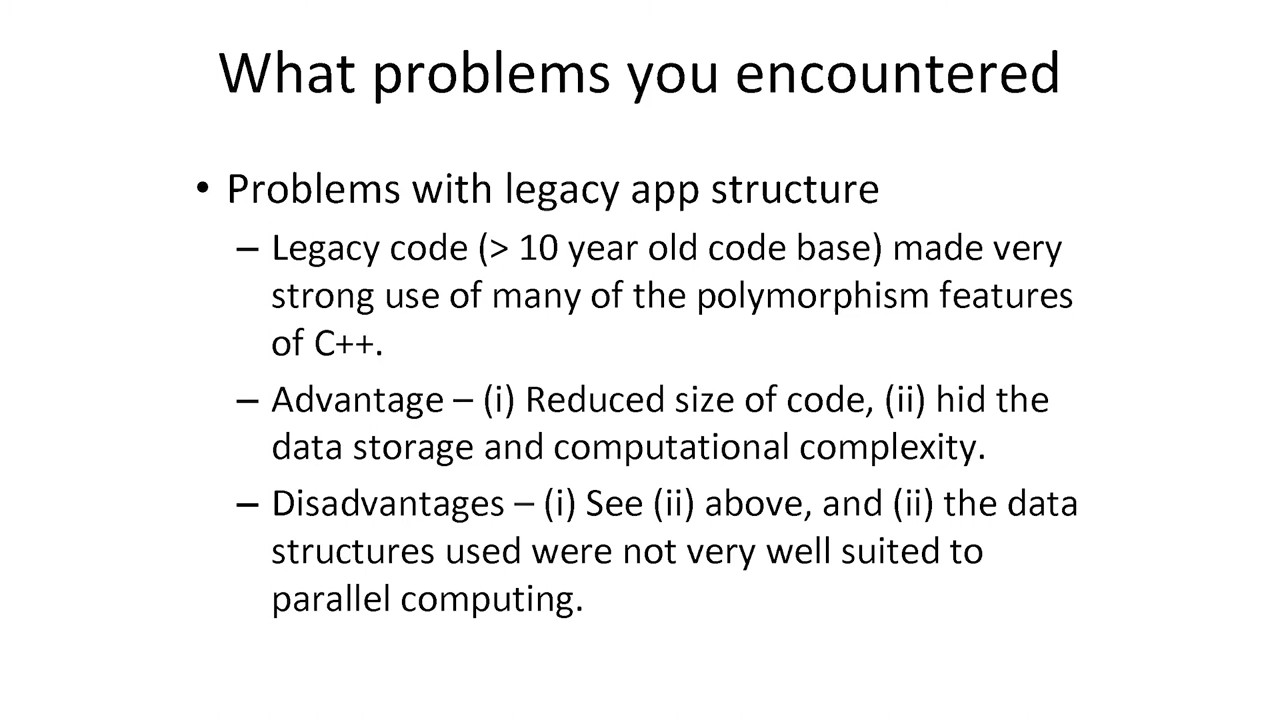 What problems you encountered
• Problems with legacy app structure
– Legacy code (> 10 year old code base) made very
strong use of many of the polymorphism features
of C++.
– Advantage – (i) Reduced size of code, (ii) hid the
data storage and computational complexity.
– Disadvantages – (i) See (ii) above, and (ii) the data
structures used were not very well suited to
parallel computing.